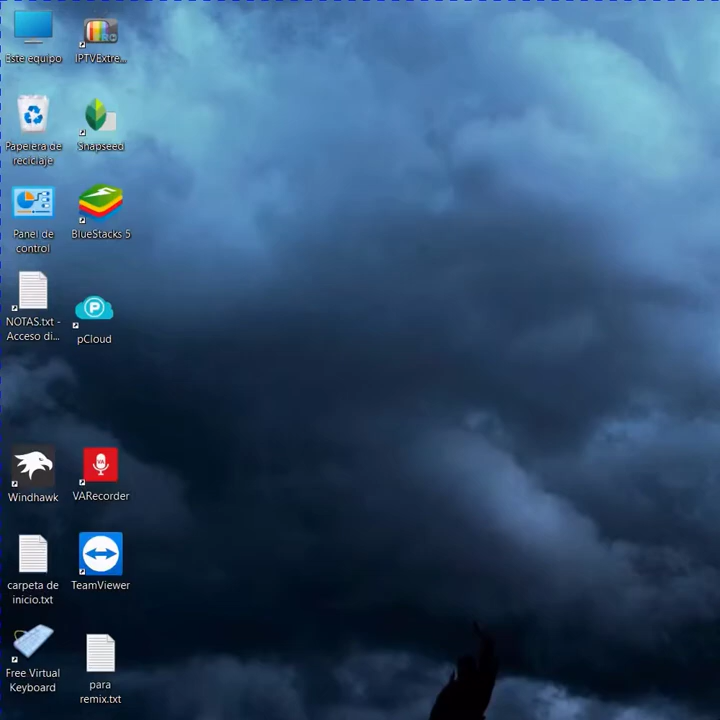 Este equipo
IPTVExtre...
Papelera de
reciclaje
Snapseed
Panel de
control
BlueStacks 5
NOTAS.txt -
Acceso di...
P
pCloud
Windhawk
VA
VARecorder
carpeta de
inicio.txt
TeamViewer
Free Virtual
Keyboard
para
remix.txt